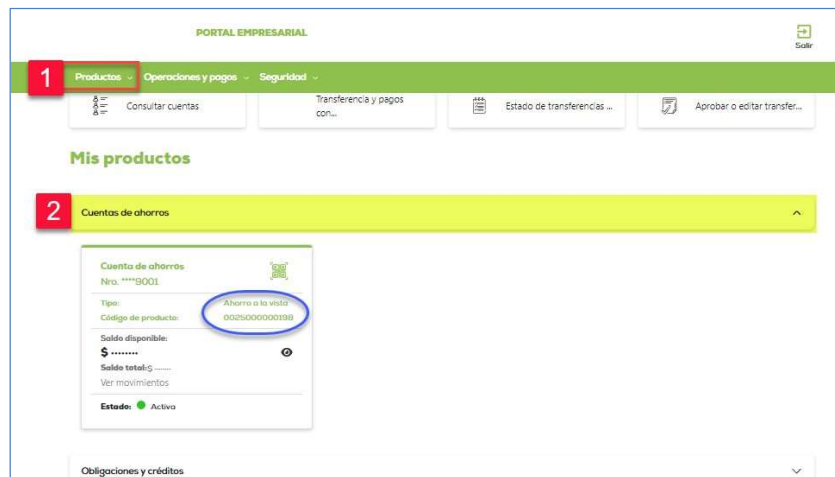 PORTAL EMPRESARIAL
Salir
1
Productos Operaciones y pagos Seguridad
Consultar cuentas
Transferencia y pagos
con...
Estado de transferencias ...
Aprobar o editar transfer...
Mis productos
2
Cuentas de ahorros
Cuenta de ahorros
Nro. ****9001
Tipo: Ahorro a la vista
Código de producto: 0025000000198
Saldo disponible:
$ ........
Saldo total:$ .......
Ver movimientos
Estado: Activa
Obligaciones y créditos